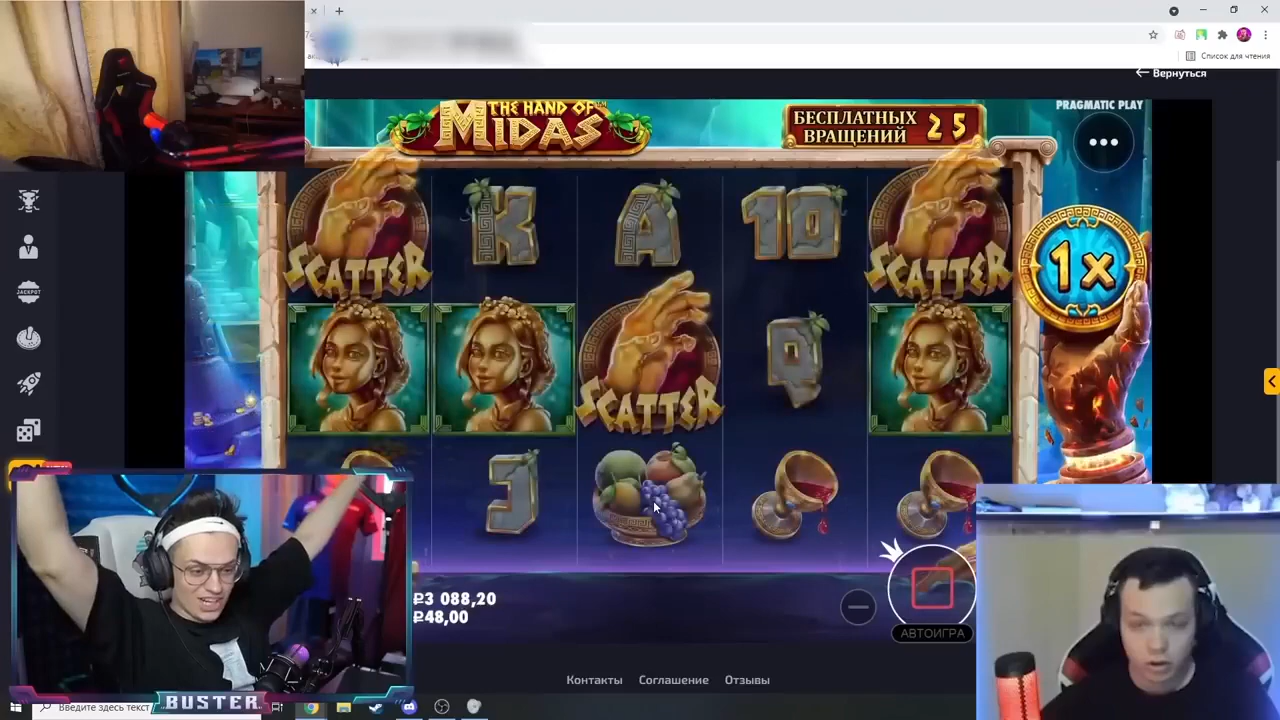 Список для чтения
Вернуться
THE HAND OF
MIDAS
БЕСПЛАТНЫХ
ВРАЩЕНИЙ 25
PRAGMATIC PLAY
SCATTER
K
A
10
SCATTER
1x
SCATTER
Q
JACKPOT
J
₽3 088,20
₽48,00
АВТОИГРА
Контакты
Соглашение
Отзывы
BUSTER
Введите здесь текст